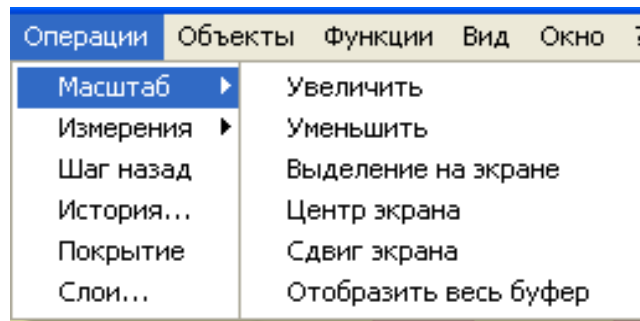 Операции Объекты Функции Вид Окно ?
Масштаб
Измерения
Шаг назад
История...
Покрытие
Слои...
Увеличить
Уменьшить
Выделение на экране
Центр экрана
Сдвиг экрана
Отобразить весь буфер